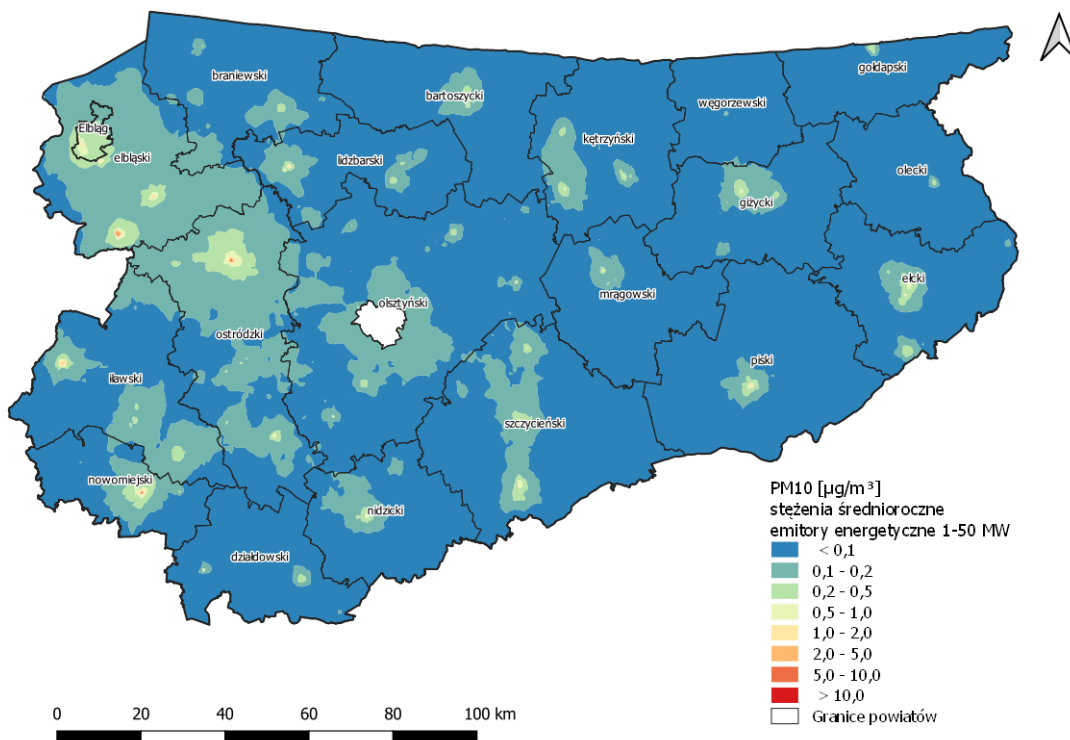 gołdapski
braniewski
bartoszycki
węgorzewski
Elbląg
elbląski
kętrzyński
lidzbarski
olecki
giżycki
ełcki
mrągowski
olsztyński
ostródzki
piski
iławski
szczycieński
nowomiejski
nidzicki
działdowski
PM10 [µg/m³]
stężenia średnioroczne
emitory energetyczne 1-50 MW
< 0,1
0,1 - 0,2
0,2 - 0,5
0,5 - 1,0
1,0 - 2,0
2,0 - 5,0
5,0 - 10,0
> 10,0
Granice powiatów
0 20 40 60 80 100 km